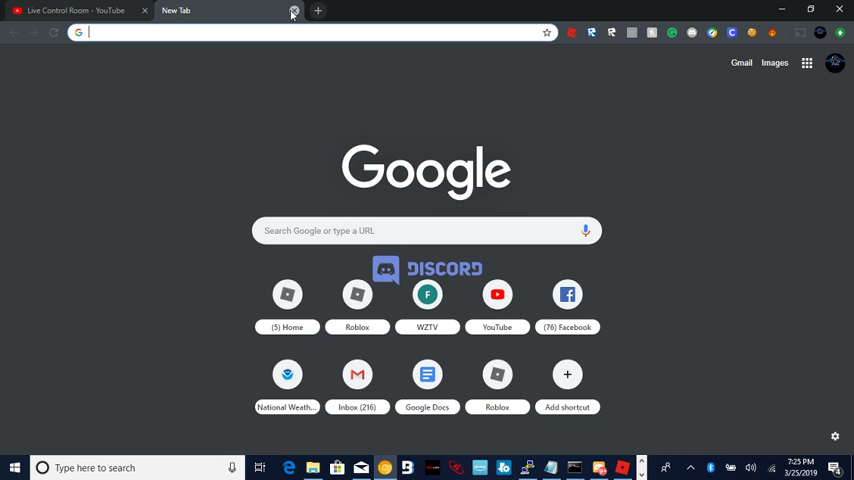 Live Control Room - YouTube
New Tab
Gmail Images
Google
Search Google or type a URL
DISCORD
(5) Home Roblox WZTV YouTube (76) Facebook
National Weath... Inbox (216) Google Docs Roblox Add shortcut
Type here to search
7:25 PM
3/25/2019